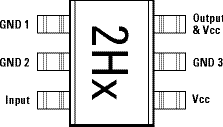 GND 1
Output
& Vcc
GND 2
2Hx
GND 3
Input
Vcc